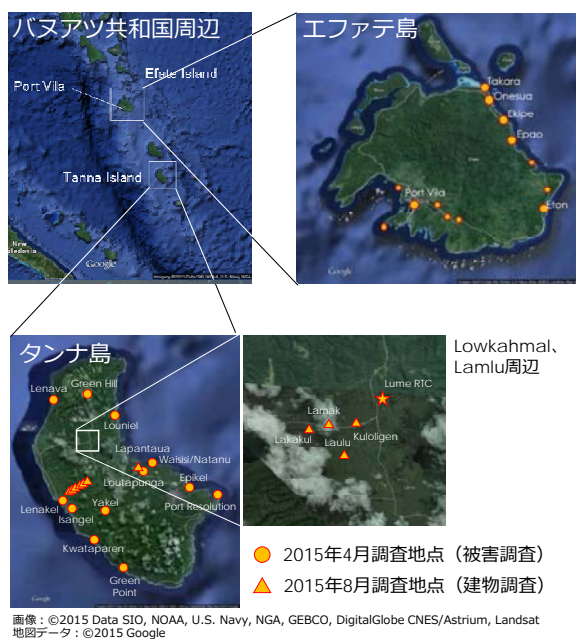 バヌアツ共和国周辺
Efate Island
Port Vila
Tanna Island
New
Caledonia
Google
エファテ島
Takara
Onesua
Ekipe
Epao
Port Vila
Eton
Google
タンナ島
Green Hill
Lenava
Louniel
Lapantaua
Waisisi/Natanu
Loutapunga
Epikel
Lenakel
Yakel
Port Resolution
Isangel
Kwataparen
Green
Point
Google
Lowkahmal、
Lamlu周辺
Lume RTC
Lamak
Lakakul
Kuloligen
Laulu
2015年4月調査地点（被害調査）
2015年8月調査地点（建物調査）
画像：©2015 Data SIO, NOAA, U.S. Navy, NGA, GEBCO, DigitalGlobe CNES/Astrium, Landsat
地図データ：©2015 Google